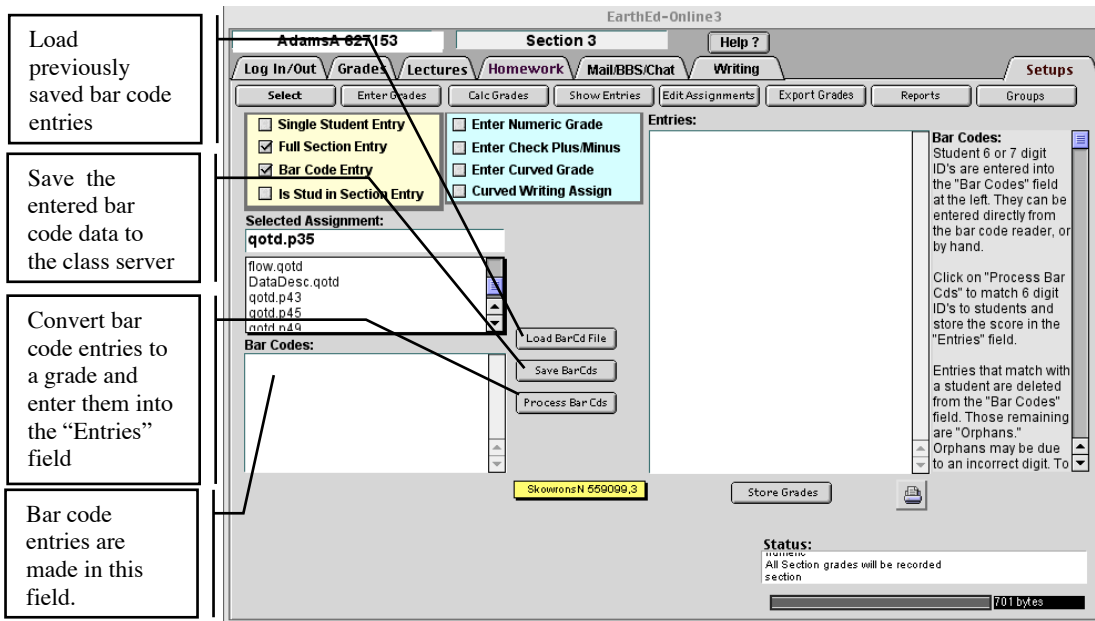 Load
previously
saved bar code
entries
Save the
entered bar
code data to
the class server
Convert bar
code entries to
a grade and
enter them into
the “Entries”
field
Bar code
entries are
made in this
field.
EarthEd-Online3
AdamsA 627153
Section 3
Help ?
Log In/Out
Grades
Lectures
Homework
Mail/BBS/Chat
Writing
Setups
Select
Enter Grades
Calc Grades
Show Entries
Edit Assignments
Export Grades
Reports
Groups
Single Student Entry
Full Section Entry
Bar Code Entry
Is Stud in Section Entry
Enter Numeric Grade
Enter Check Plus/Minus
Enter Curved Grade
Curved Writing Assign
Selected Assignment:
qotd.p35
flow.qotd
DataDesc.qotd
qotd.p43
qotd.p45
qotd.p49
Bar Codes:
Load BarCd File
Save BarCds
Process Bar Cds
Entries:
Bar Codes:
Student 6 or 7 digit
ID's are entered into
the "Bar Codes" field
at the left. They can be
entered directly from
the bar code reader, or
by hand.
Click on "Process Bar
Cds" to match 6 digit
ID's to students and
store the score in the
"Entries" field.
Entries that match with
a student are deleted
from the "Bar Codes"
field. Those remaining
are "Orphans."
Orphans may be due
to an incorrect digit. To
SkowronsN 559099,3
Store Grades
Status:
numeric
All Section grades will be recorded
section
701 bytes